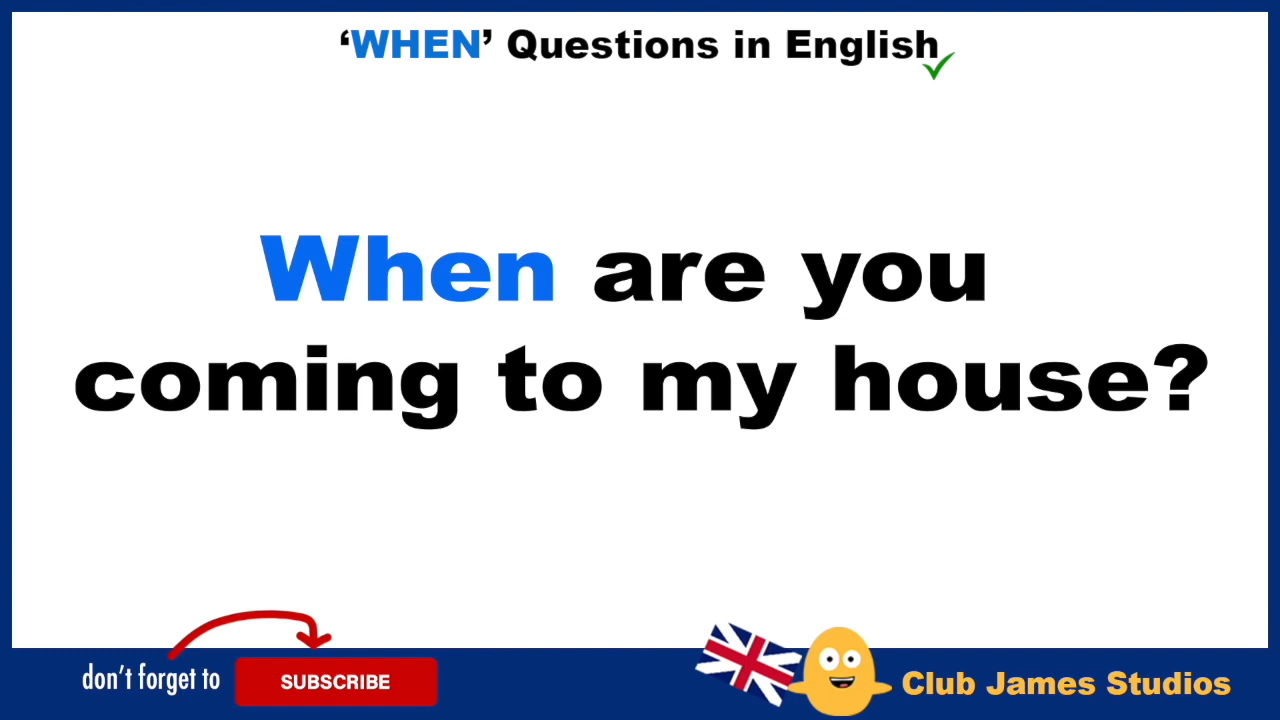 ‘WHEN’ Questions in English
When are you
coming to my house?
don't forget to
SUBSCRIBE
Club James Studios